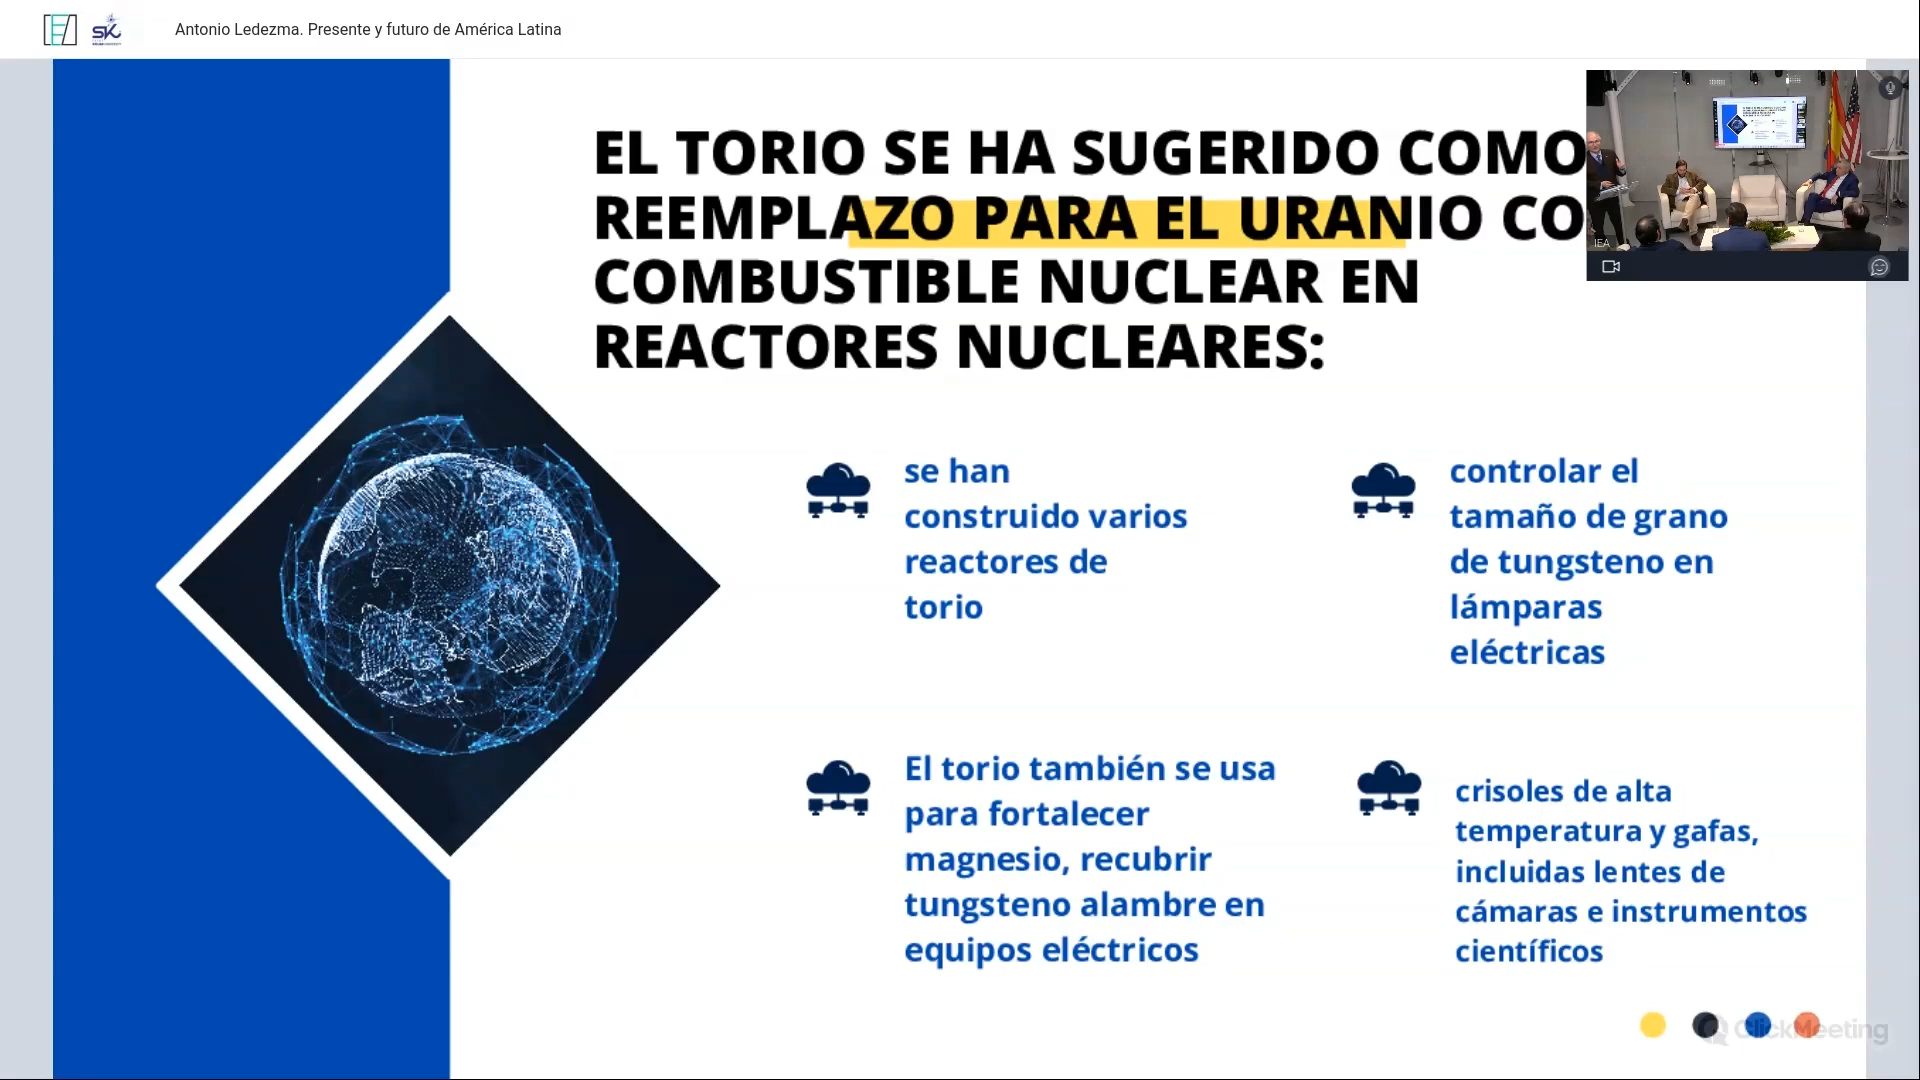 Antonio Ledezma. Presente y futuro de América Latina
EL TORIO SE HA SUGERIDO COMO
REEMPLAZO PARA EL URANIO CO
COMBUSTIBLE NUCLEAR EN
REACTORES NUCLEARES:
se han
construido varios
reactores de
torio
controlar el
tamaño de grano
de tungsteno en
lámparas
eléctricas
El torio también se usa
para fortalecer
magnesio, recubrir
tungsteno alambre en
equipos eléctricos
crisoles de alta
temperatura y gafas,
incluidas lentes de
cámaras e instrumentos
científicos
IEA
ClickMeeting